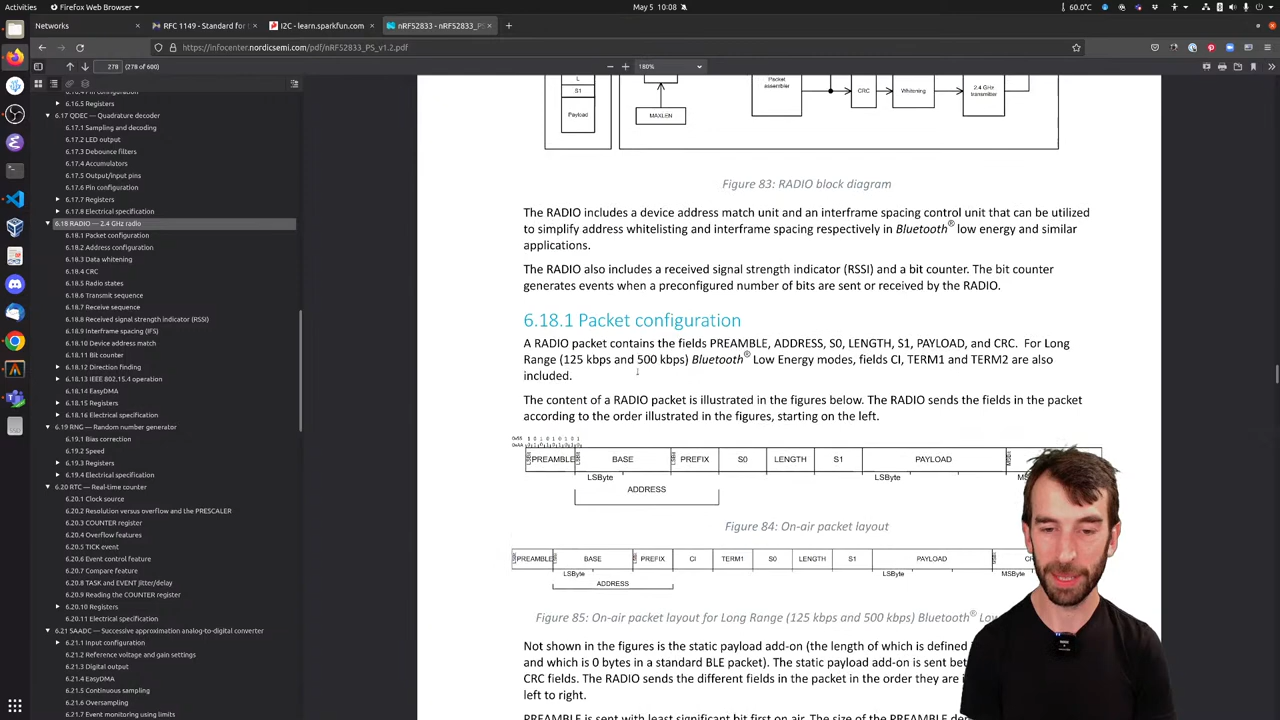 Activities
Firefox Web Browser
May 5 10:08
60.0°C
Networks
RFC 1149 - Standard for
I2C - learn.sparkfun.com
nRF52833 - nRF52833_PS
https://infocenter.nordicsemi.com/pdf/nRF52833_PS_v1.2.pdf
278
(278 of 600)
180%
6.16.5 Registers
6.17 QDEC — Quadrature decoder
6.17.1 Sampling and decoding
6.17.2 LED output
6.17.3 Debounce filters
6.17.4 Accumulators
6.17.5 Output/input pins
6.17.6 Pin configuration
6.17.7 Registers
6.17.8 Electrical specification
6.18 RADIO — 2.4 GHz radio
6.18.1 Packet configuration
6.18.2 Address configuration
6.18.3 Data whitening
6.18.4 CRC
6.18.5 Radio states
6.18.6 Transmit sequence
6.18.7 Receive sequence
6.18.8 Received signal strength indicator (RSSI)
6.18.9 Interframe spacing (IFS)
6.18.10 Device address match
6.18.11 Bit counter
6.18.12 Direction finding
6.18.13 IEEE 802.15.4 operation
6.18.14 EasyDMA
6.18.15 Registers
6.18.16 Electrical specification
6.19 RNG — Random number generator
6.19.1 Bias correction
6.19.2 Speed
6.19.3 Registers
6.19.4 Electrical specification
6.20 RTC — Real-time counter
6.20.1 Clock source
6.20.2 Resolution versus overflow and the PRESCALER
6.20.3 COUNTER register
6.20.4 Overflow features
6.20.5 TICK event
6.20.6 Event control feature
6.20.7 Compare feature
6.20.8 TASK and EVENT jitter/delay
6.20.9 Reading the COUNTER register
6.20.10 Registers
6.20.11 Electrical specification
6.21 SAADC — Successive approximation analog-to-digital converter
6.21.1 Input configuration
6.21.2 Reference voltage and gain settings
6.21.3 Digital output
6.21.4 EasyDMA
6.21.5 Continuous sampling
6.21.6 Oversampling
6.21.7 Event monitoring using limits
L
S1
Payload
MAXLEN
Packet
assembler
CRC
Whitening
2.4 GHz
transmitter
Figure 83: RADIO block diagram
The RADIO includes a device address match unit and an interframe spacing control unit that can be utilized
to simplify address whitelisting and interframe spacing respectively in Bluetooth® low energy and similar
applications.
The RADIO also includes a received signal strength indicator (RSSI) and a bit counter. The bit counter
generates events when a preconfigured number of bits are sent or received by the RADIO.
6.18.1 Packet configuration
A RADIO packet contains the fields PREAMBLE, ADDRESS, S0, LENGTH, S1, PAYLOAD, and CRC. For Long
Range (125 kbps and 500 kbps) Bluetooth® Low Energy modes, fields CI, TERM1 and TERM2 are also
included.
The content of a RADIO packet is illustrated in the figures below. The RADIO sends the fields in the packet
according to the order illustrated in the figures, starting on the left.
PREAMBLE BASE PREFIX S0 LENGTH S1 PAYLOAD
LSByte LSByte
ADDRESS
Figure 84: On-air packet layout
PREAMBLE BASE PREFIX CI TERM1 S0 LENGTH S1 PAYLOAD
LSByte LSByte MSByte
ADDRESS
Figure 85: On-air packet layout for Long Range (125 kbps and 500 kbps) Bluetooth®
Not shown in the figures is the static payload add-on (the length of which is defined
and which is 0 bytes in a standard BLE packet). The static payload add-on is sent
CRC fields. The RADIO sends the different fields in the packet in the order they are
left to right.
PREAMBLE is sent with least significant bit first on air. The size of the PREAMBLE